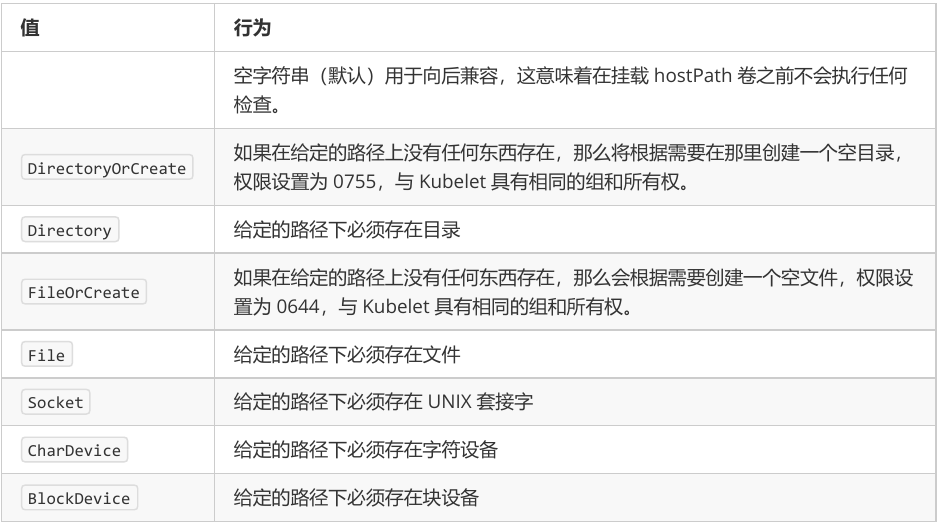 值 行为
空字符串（默认）用于向后兼容，这意味着在挂载 hostPath 卷之前不会执行任何
检查。
DirectoryOrCreate 如果在给定的路径上没有任何东西存在，那么将根据需要在那里创建一个空目录，
权限设置为 0755，与 Kubelet 具有相同的组和所有权。
Directory 给定的路径下必须存在目录
FileOrCreate 如果在给定的路径上没有任何东西存在，那么会根据需要创建一个空文件，权限设
置为 0644，与 Kubelet 具有相同的组和所有权。
File 给定的路径下必须存在文件
Socket 给定的路径下必须存在 UNIX 套接字
CharDevice 给定的路径下必须存在字符设备
BlockDevice 给定的路径下必须存在块设备